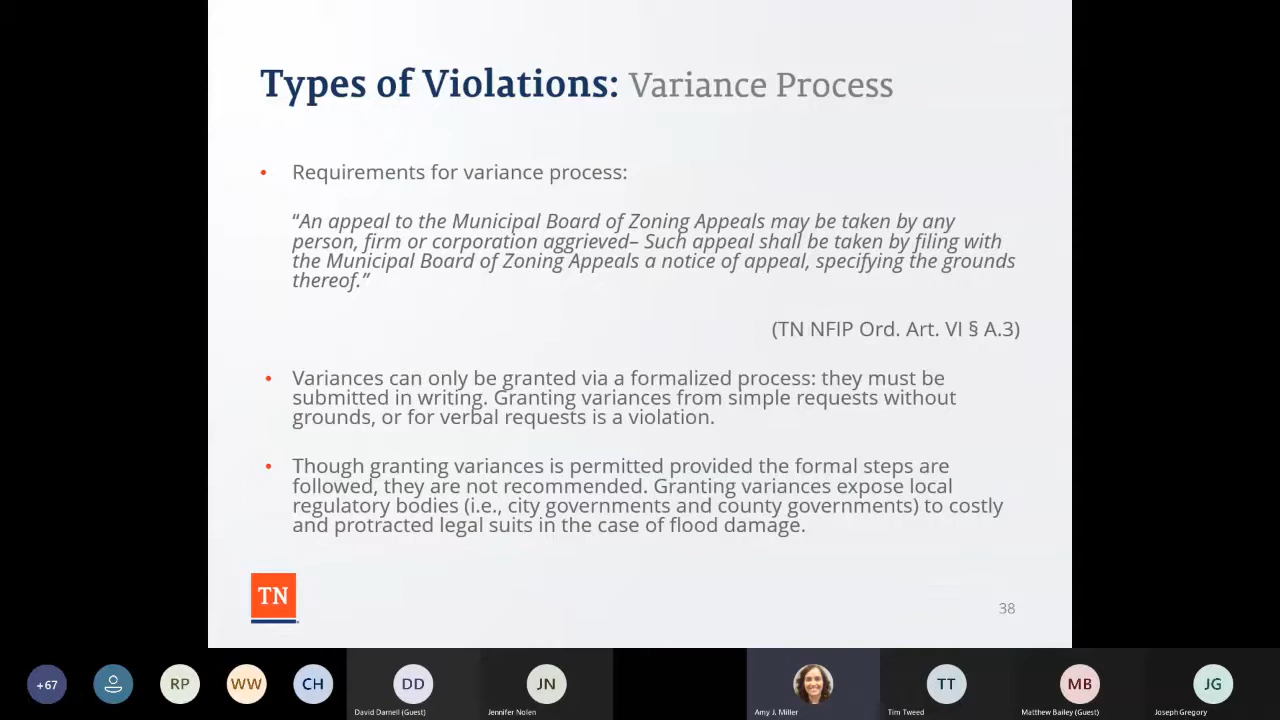 Types of Violations: Variance Process
• Requirements for variance process:
“An appeal to the Municipal Board of Zoning Appeals may be taken by any
person, firm or corporation aggrieved– Such appeal shall be taken by filing with
the Municipal Board of Zoning Appeals a notice of appeal, specifying the grounds
thereof.”
(TN NFIP Ord. Art. VI § A.3)
• Variances can only be granted via a formalized process: they must be
submitted in writing. Granting variances from simple requests without
grounds, or for verbal requests is a violation.
• Though granting variances is permitted provided the formal steps are
followed, they are not recommended. Granting variances expose local
regulatory bodies (i.e., city governments and county governments) to costly
and protracted legal suits in the case of flood damage.
TN
38
+67 RP WW CH DD JN TT MB JG
David Darnell (Guest) Jennifer Nolen Amy J. Miller Tim Tweed Matthew Bailey (Guest) Joseph Gregory